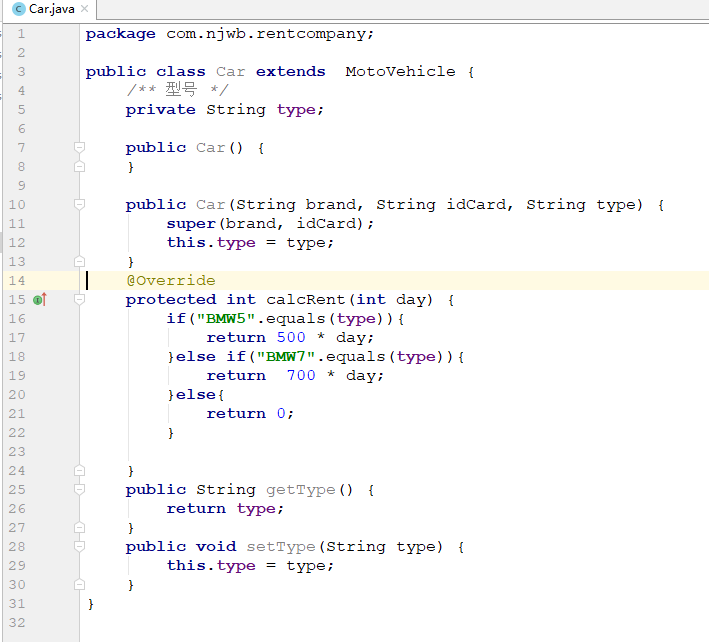 Car.java
1 package com.njwb.rentcompany;
2
3 public class Car extends  MotoVehicle {
4     /** 型号 */
5     private String type;
6
7     public Car() {
8     }
9
10     public Car(String brand, String idCard, String type) {
11         super(brand, idCard);
12         this.type = type;
13     }
14     @Override
15     protected int calcRent(int day) {
16         if("BMW5".equals(type)){
17             return 500 * day;
18         }else if("BMW7".equals(type)){
19             return  700 * day;
20         }else{
21             return 0;
22         }
23
24     }
25     public String getType() {
26         return type;
27     }
28     public void setType(String type) {
29         this.type = type;
30     }
31 }
32